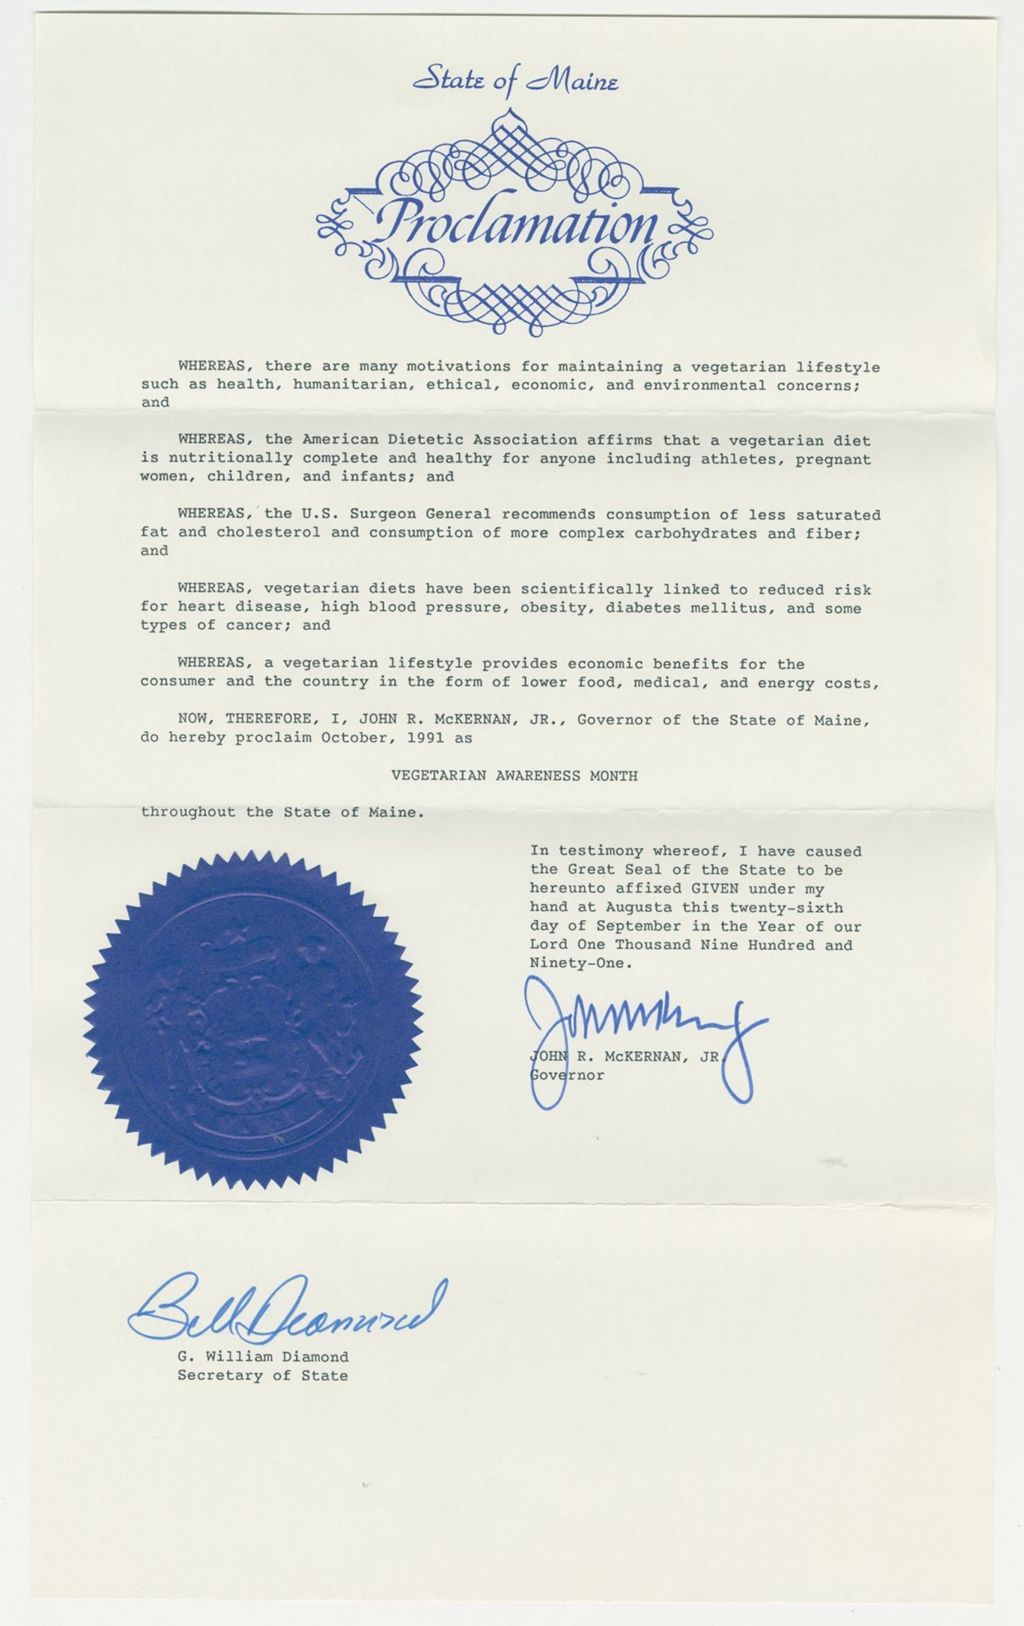 State of Maine
Proclamation
WHEREAS, there are many motivations for maintaining a vegetarian lifestyle
such as health, humanitarian, ethical, economic, and environmental concerns;
and
WHEREAS, the American Dietetic Association affirms that a vegetarian diet
is nutritionally complete and healthy for anyone including athletes, pregnant
women, children, and infants; and
WHEREAS, the U.S. Surgeon General recommends consumption of less saturated
fat and cholesterol and consumption of more complex carbohydrates and fiber;
and
WHEREAS, vegetarian diets have been scientifically linked to reduced risk
for heart disease, high blood pressure, obesity, diabetes mellitus, and some
types of cancer; and
WHEREAS, a vegetarian lifestyle provides economic benefits for the
consumer and the country in the form of lower food, medical, and energy costs,
NOW, THEREFORE, I, JOHN R. McKERNAN, JR., Governor of the State of Maine,
do hereby proclaim October, 1991 as
VEGETARIAN AWARENESS MONTH
throughout the State of Maine.
In testimony whereof, I have caused
the Great Seal of the State to be
hereunto affixed GIVEN under my
hand at Augusta this twenty-sixth
day of September in the Year of our
Lord One Thousand Nine Hundred and
Ninety-One.
JOHN R. McKERNAN, JR.
Governor
Bill Diamond
G. William Diamond
Secretary of State